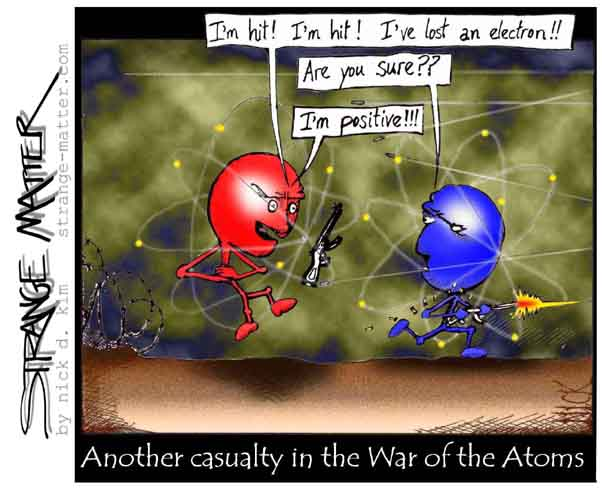 I'm hit! I'm hit! I've lost an electron!!
Are you sure??
I'm positive!!!
STRANGE MATTER
by nick d. kim strange-matter.com
Another casualty in the War of the Atoms